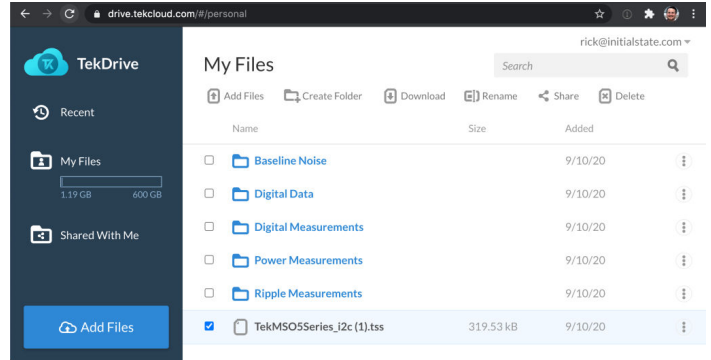 drive.tekcloud.com/#/personal
rick@initialstate.com
TekDrive
My Files
Search
Add Files Create Folder Download Rename Share Delete
Name Size Added
Recent
My Files
1.19 GB 600 GB
Shared With Me
Add Files
Baseline Noise 9/10/20
Digital Data 9/10/20
Digital Measurements 9/10/20
Power Measurements 9/10/20
Ripple Measurements 9/10/20
TekMSO5Series_i2c (1).tss 319.53 kB 9/10/20